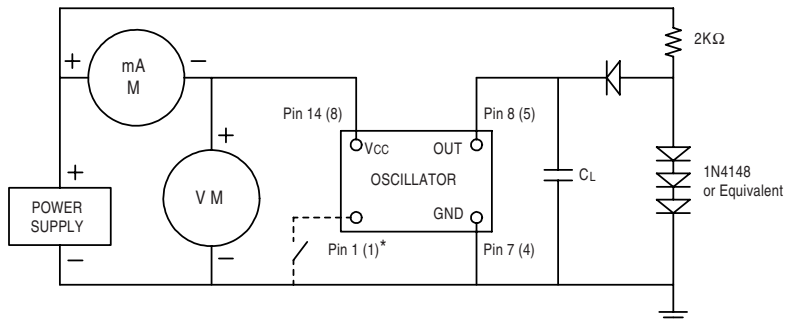 2KΩ
+
mA
M
−
Pin 14 (8)
Pin 8 (5)
+
VCC
OUT
+
OSCILLATOR
CL
1N4148
or Equivalent
V M
POWER
SUPPLY
GND
−
−
Pin 1 (1)*
Pin 7 (4)